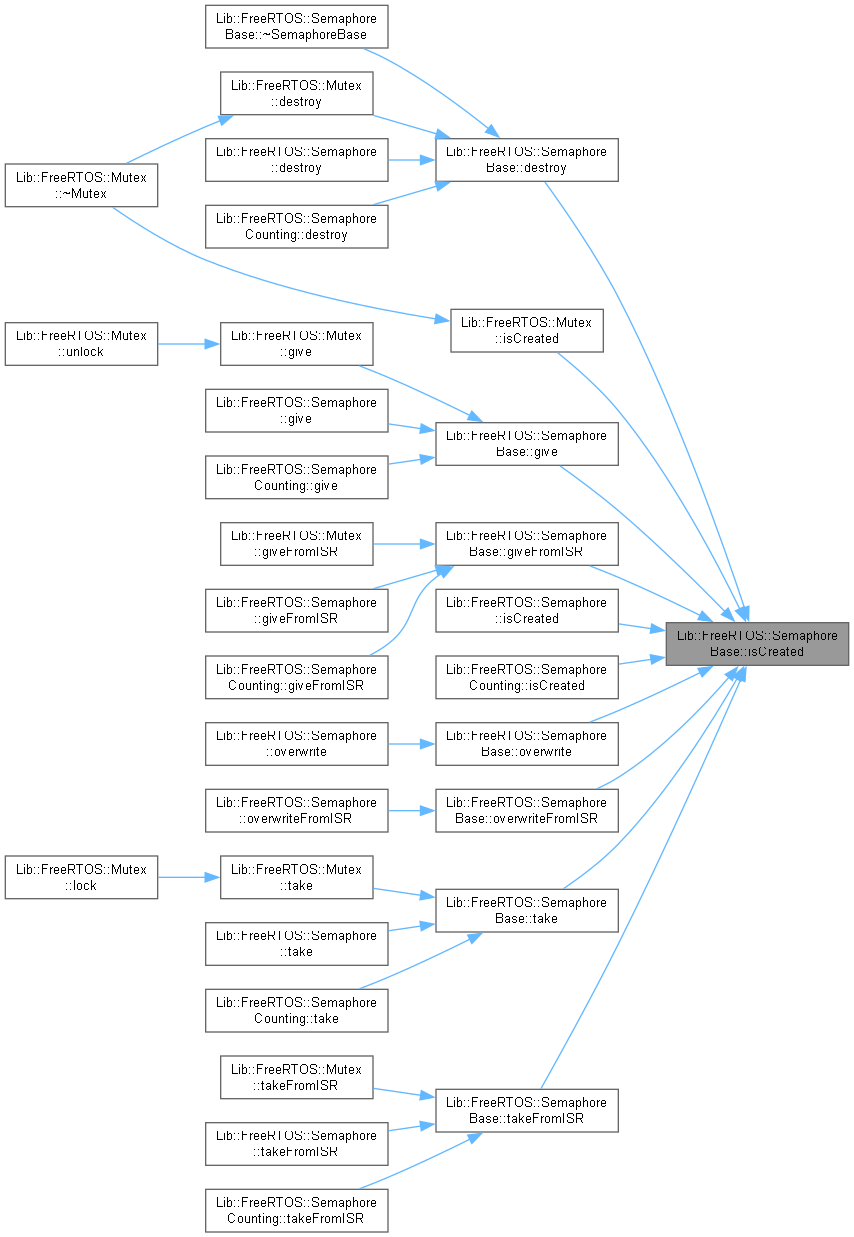 Lib::FreeRTOS::Semaphore
Base::~SemaphoreBase
Lib::FreeRTOS::Mutex
::destroy
Lib::FreeRTOS::Semaphore
::destroy
Lib::FreeRTOS::Semaphore
Base::destroy
Lib::FreeRTOS::Mutex
::~Mutex
Lib::FreeRTOS::Semaphore
Counting::destroy
Lib::FreeRTOS::Mutex
::isCreated
Lib::FreeRTOS::Mutex
::unlock
Lib::FreeRTOS::Mutex
::give
Lib::FreeRTOS::Semaphore
::give
Lib::FreeRTOS::Semaphore
Base::give
Lib::FreeRTOS::Semaphore
Counting::give
Lib::FreeRTOS::Mutex
::giveFromISR
Lib::FreeRTOS::Semaphore
Base::giveFromISR
Lib::FreeRTOS::Semaphore
::giveFromISR
Lib::FreeRTOS::Semaphore
::isCreated
Lib::FreeRTOS::Semaphore
Base::isCreated
Lib::FreeRTOS::Semaphore
Counting::giveFromISR
Lib::FreeRTOS::Semaphore
Counting::isCreated
Lib::FreeRTOS::Semaphore
::overwrite
Lib::FreeRTOS::Semaphore
Base::overwrite
Lib::FreeRTOS::Semaphore
::overwriteFromISR
Lib::FreeRTOS::Semaphore
Base::overwriteFromISR
Lib::FreeRTOS::Mutex
::lock
Lib::FreeRTOS::Mutex
::take
Lib::FreeRTOS::Semaphore
Base::take
Lib::FreeRTOS::Semaphore
::take
Lib::FreeRTOS::Semaphore
Counting::take
Lib::FreeRTOS::Mutex
::takeFromISR
Lib::FreeRTOS::Semaphore
Base::takeFromISR
Lib::FreeRTOS::Semaphore
::takeFromISR
Lib::FreeRTOS::Semaphore
Counting::takeFromISR